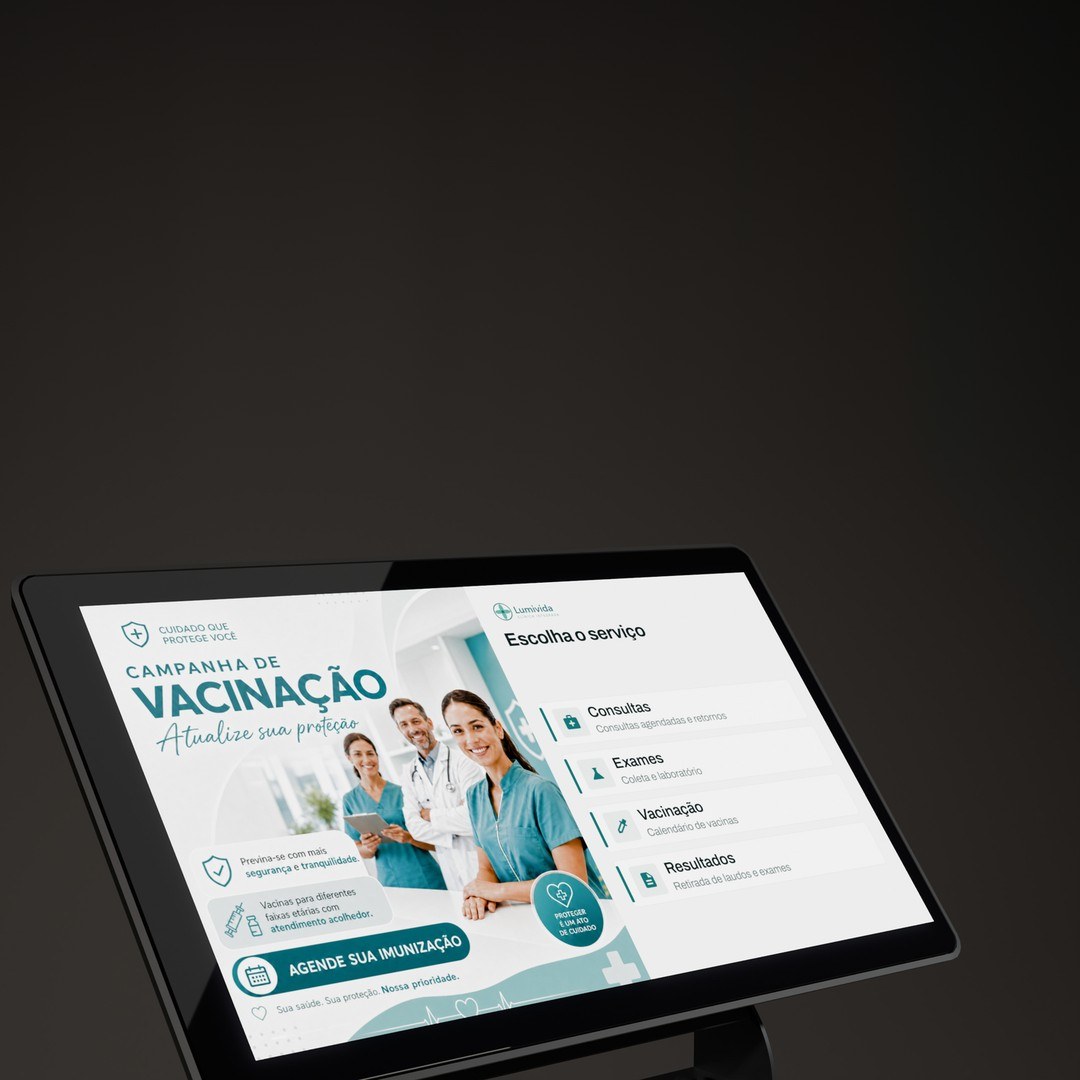 CUIDADO QUE
PROTEGE VOCÊ
CAMPANHA DE
VACINAÇÃO
Atualize sua proteção
Previna-se com mais
segurança e tranquilidade.
Vacinas para diferentes
faixas etárias com
atendimento acolhedor.
AGENDE SUA IMUNIZAÇÃO
Sua saúde. Sua proteção. Nossa prioridade.
PROTEGER
É UM ATO
DE CUIDADO
Lumivida
Escolha o serviço
Consultas
Consultas agendadas e retornos
Exames
Coleta e laboratório
Vacinação
Calendário de vacinas
Resultados
Retirada de laudos e exames